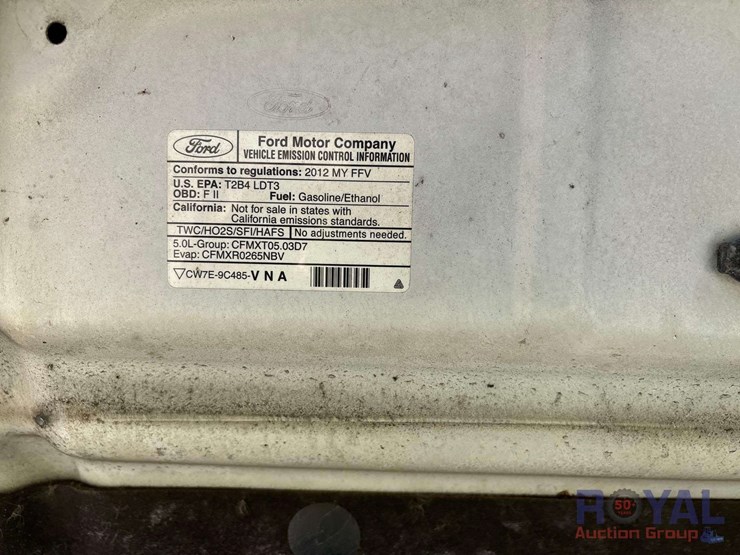 Ford
Ford Motor Company
VEHICLE EMISSION CONTROL INFORMATION
Conforms to regulations: 2012 MY FFV
U.S. EPA: T2B4 LDT3
OBD: F II Fuel: Gasoline/Ethanol
California: Not for sale in states with
California emissions standards.
TWC/HO2S/SFI/HAFS No adjustments needed.
5.0L-Group: CFMXT05.03D7
Evap: CFMXR0265NBV
CW7E-9C485-VNA
ROYAL
50
Auction Group